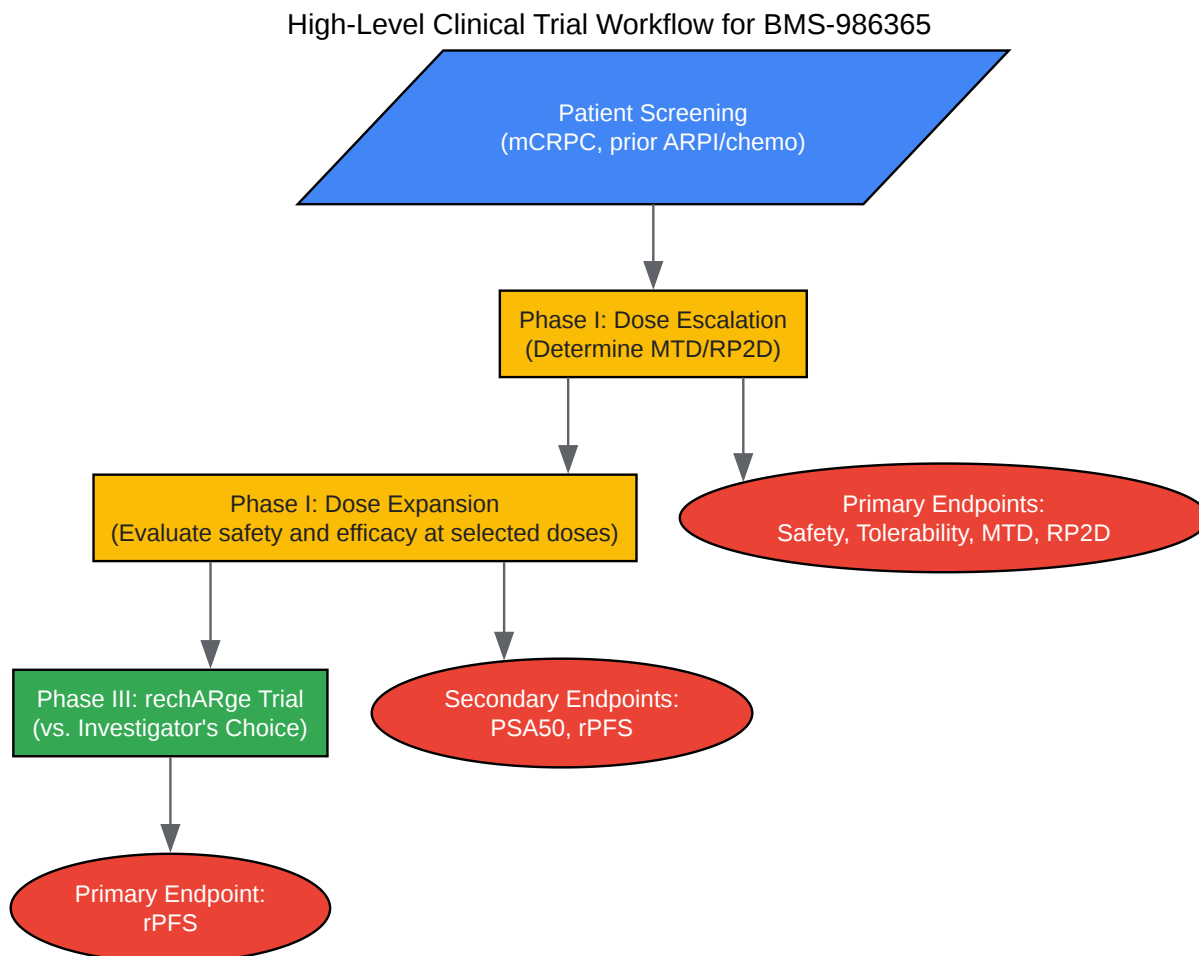 High-Level Clinical Trial Workflow for BMS-986365
Patient Screening
(mCRPC, prior ARPI/chemo)
Phase I: Dose Escalation
(Determine MTD/RP2D)
Phase I: Dose Expansion
(Evaluate safety and efficacy at selected doses)
Primary Endpoints:
Safety, Tolerability, MTD, RP2D
Phase III: rechARge Trial
(vs. Investigator's Choice)
Secondary Endpoints:
PSA50, rPFS
Primary Endpoint:
rPFS